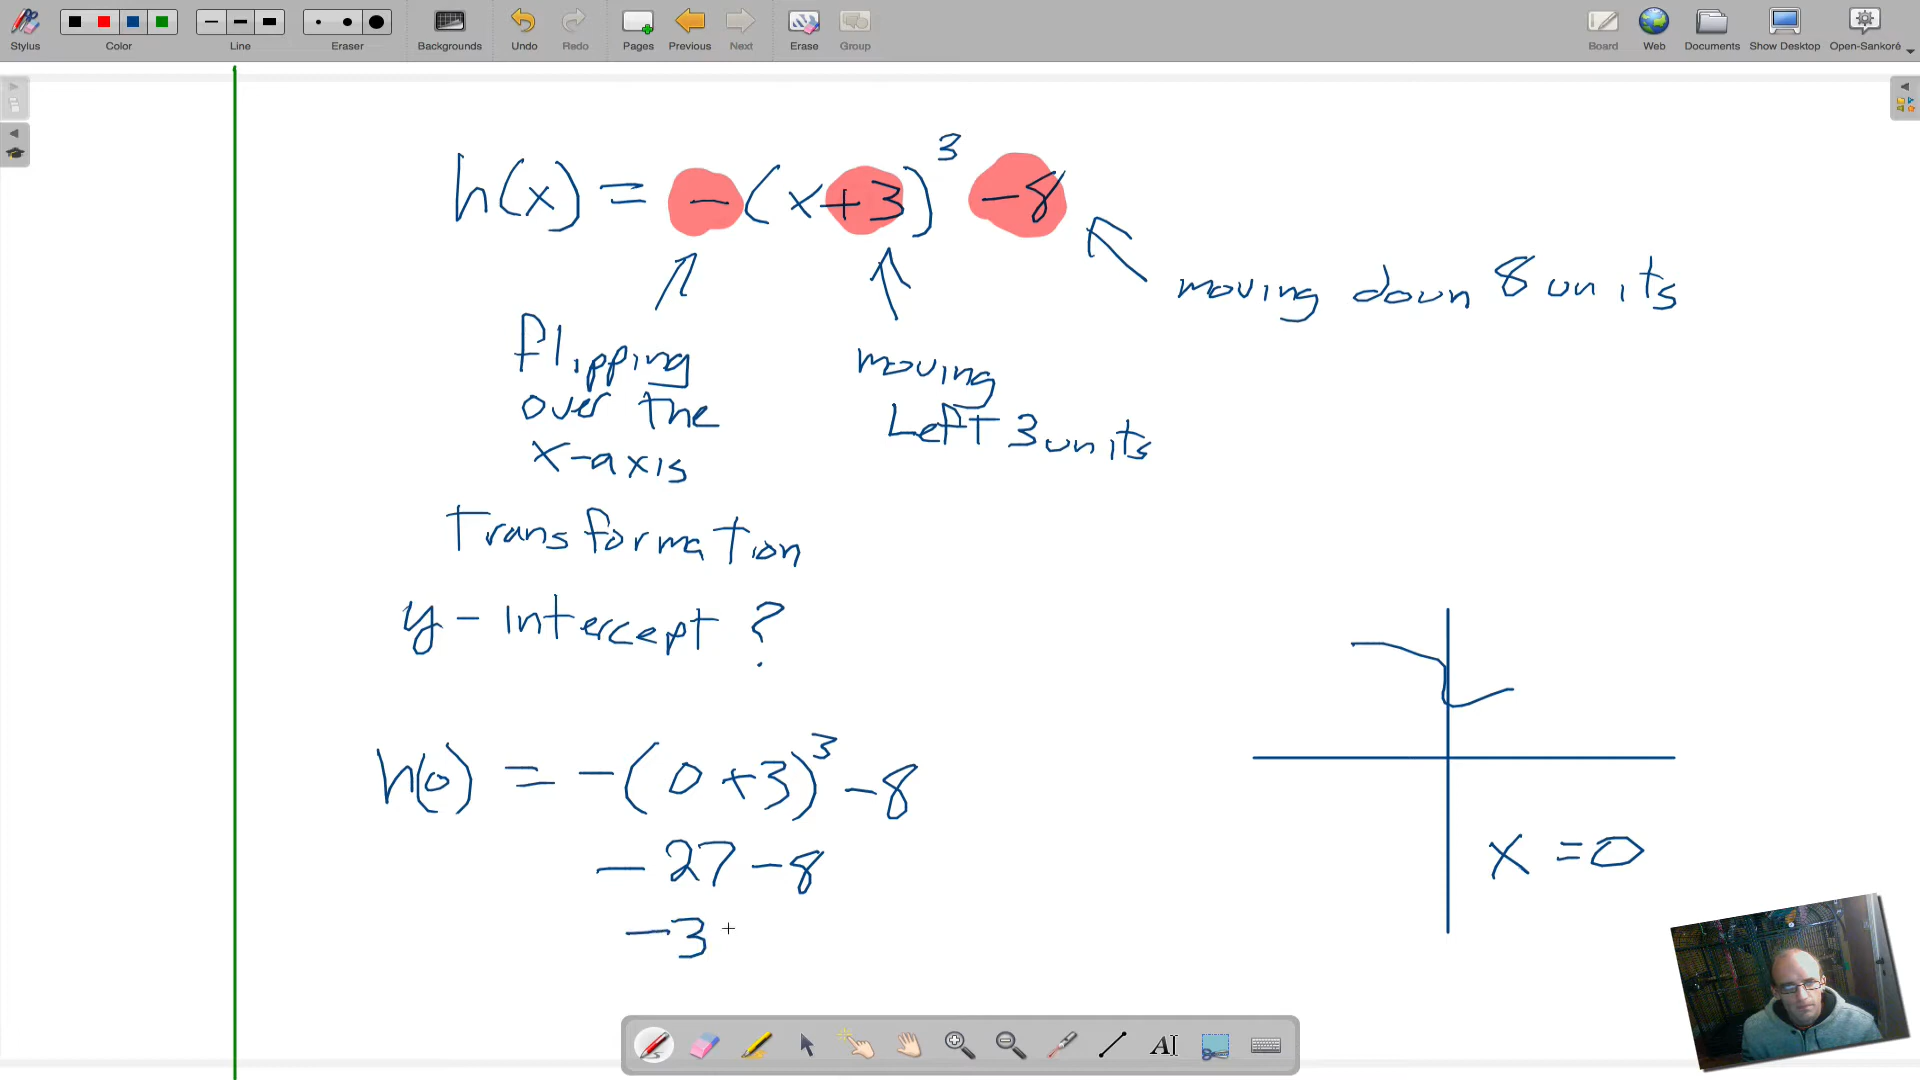 Stylus
Color
Line
Eraser
Backgrounds
Undo
Redo
Pages
Previous
Next
Erase
Group
Board
Web
Documents
Show Desktop
Open-Sankoré
h(x) = -(x+3)³ -8
moving down 8 units
flipping
over the
x-axis
moving
Left 3 units
Transformation
y-intercept ?
h(0) = -(0+3)³ -8
-27-8
-3
x=0
AI